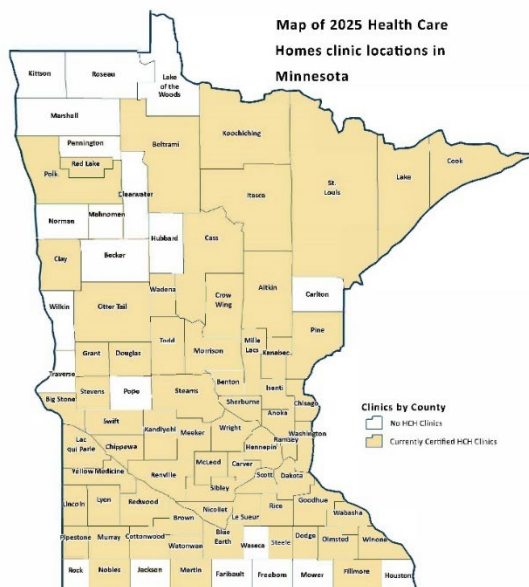 Map of 2025 Health Care
Homes clinic locations in
Minnesota
Kittson
Roseau
Lake
of the
Woods
Marshall
Koochiching
Pennington
Beltrami
Cook
Red Lake
Polk
St.
Louis
Lake
Clearwater
Itasca
Norman
Mahnomen
Hubbard
Cass
Clay
Becker
Wadena
Aitkin
Carlton
Wilkin
Otter Tail
Crow
Wing
Pine
Todd
Mille
Lacs
Grant
Douglas
Morrison
Traverse
Benton
Isanti
Stevens
Pope
Stearns
Sherburne
Chisago
Big Stone
Anoka
Swift
Kandiyohi
Meeker
Wright
Washington
Ramsey
Hennepin
Lac
qui Parle
Chippewa
McLeod
Carver
Yellow Medicine
Renville
Scott
Dakota
Sibley
Lincoln
Lyon
Redwood
Nicollet
Le Sueur
Rice
Goodhue
Wabasha
Brown
Pipestone
Murray
Cottonwood
Watonwan
Blue
Earth
Waseca
Steele
Dodge
Olmsted
Winona
Rock
Nobles
Jackson
Martin
Faribault
Freeborn
Mower
Fillmore
Houston
Clinics by County
No HCH Clinics
Currently Certified HCH Clinics